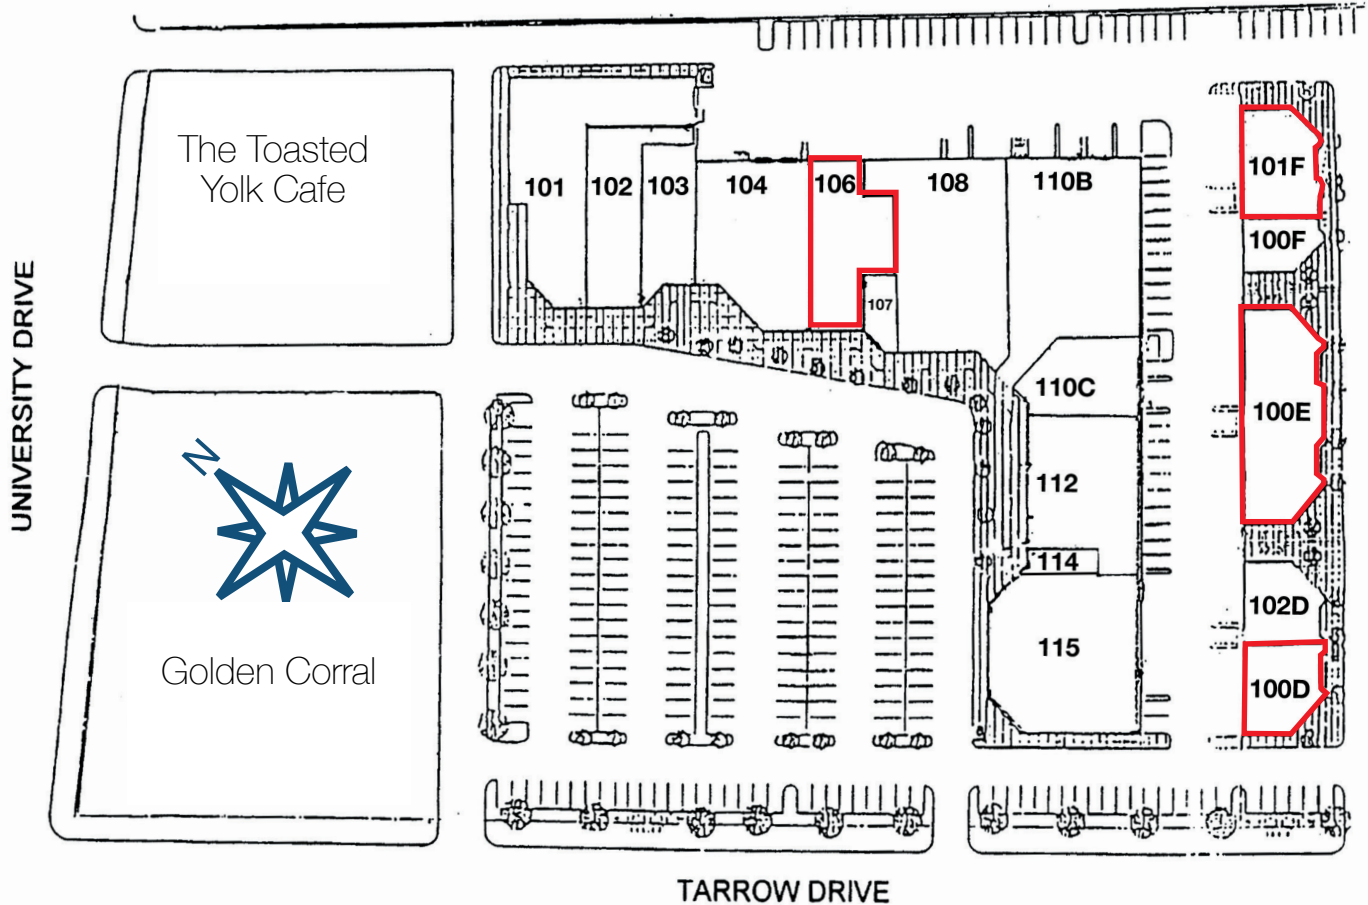 The Toasted
Yolk Cafe
UNIVERSITY DRIVE
N
Golden Corral
101
102
103
104
106
107
108
110B
110C
112
114
115
101F
100F
100E
102D
100D
TARROW DRIVE